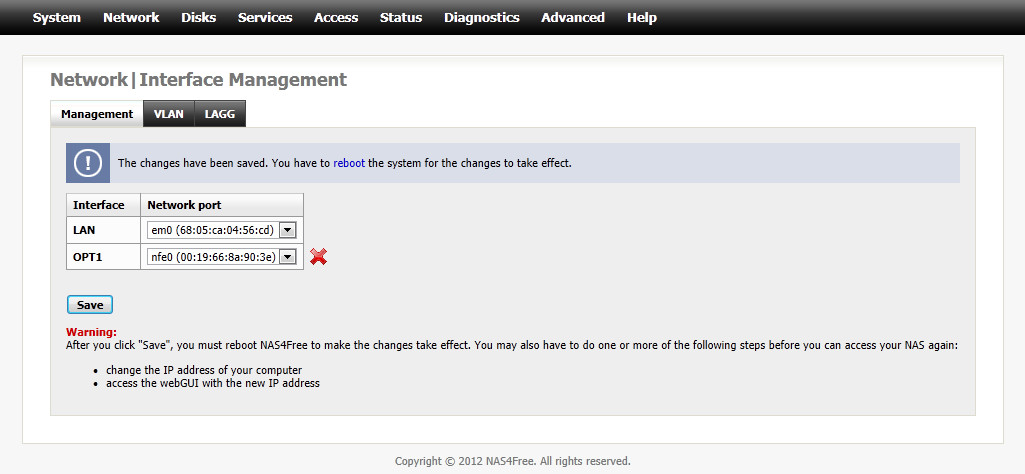 System Network Disks Services Access Status Diagnostics Advanced Help
Network|Interface Management
Management VLAN LAGG
The changes have been saved. You have to reboot the system for the changes to take effect.
Interface Network port
LAN em0 (68:05:ca:04:56:cd)
OPT1 nfe0 (00:19:66:8a:90:3e)
Save
Warning:
After you click "Save", you must reboot NAS4Free to make the changes take effect. You may also have to do one or more of the following steps before you can access your NAS again:
• change the IP address of your computer
• access the webGUI with the new IP address
Copyright © 2012 NAS4Free. All rights reserved.